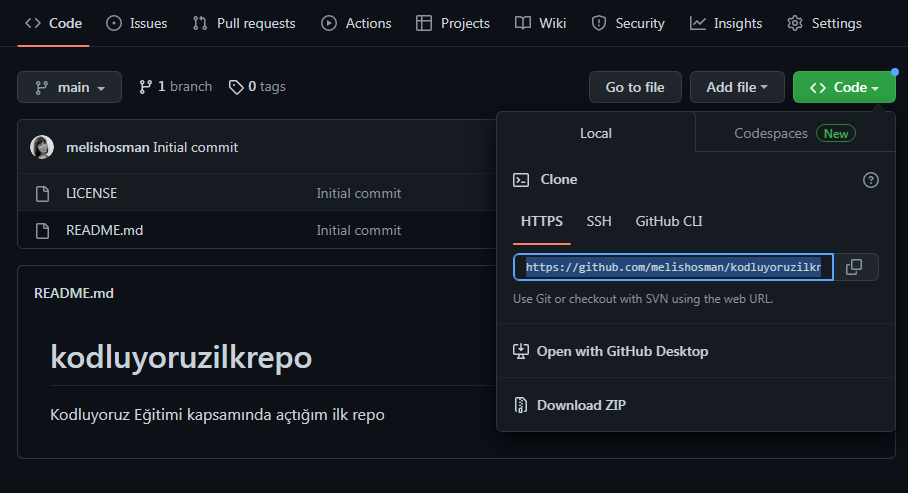 Code Issues Pull requests Actions Projects Wiki Security Insights Settings
main 1 branch 0 tags Go to file Add file Code
Local Codespaces New
melishosman Initial commit
Clone
LICENSE Initial commit
HTTPS SSH GitHub CLI
README.md Initial commit
https://github.com/melishosman/kodluyoruzilkr
Use Git or checkout with SVN using the web URL.
README.md
Open with GitHub Desktop
kodluyoruzilkrepo
Download ZIP
Kodluyoruz Eğitimi kapsamında açtığım ilk repo